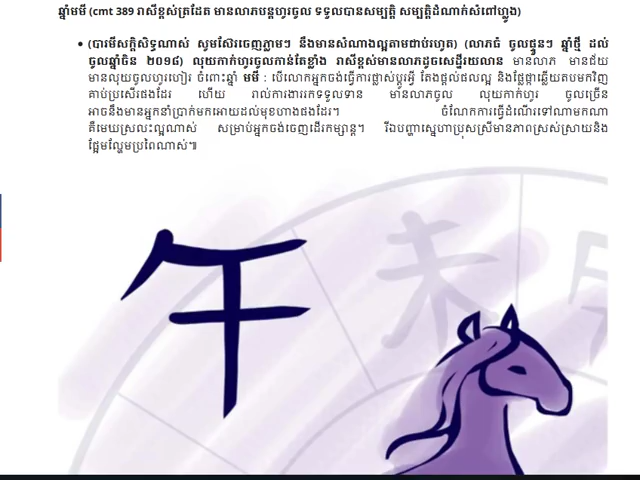 ឆ្នាំមមី (cmt 389 រាសីខ្ពស់ត្រដែត មានលាភបន្តហូរចូល ទទួលបានសម្បត្តិ សម្បត្តិដំណាក់សំពៅហ្លួង)
(បារមីសក្ដិសិទ្ធណាស់ សូមស៊ែរចេញភ្លាមៗ នឹងមានសំណាងល្អតាមជាប់រហូត) (លាភធំ ចូលផ្ទួនៗ ឆ្នាំថ្មី ដល់
ចូលឆ្នាំចិន ២០១៨) លុយកាក់ហូរចូលកាន់តែខ្លាំង រាសីខ្ពស់មានលាភដូចសេដ្ឋីរយលាន មានលាភ មានជ័យ
មានលុយចូលហូរហៀរ ចំពោះឆ្នាំ មមី : បើលោកអ្នកចង់ធ្វើការផ្លាស់ប្ដូរអ្វី តែងផ្ដល់ផលល្អ និងផ្លែផ្កាឆ្លើយតបមកវិញ
គាប់ប្រសើរផងដែរ ហើយ រាល់ការងាររកទទួលទាន មានលាភចូល លុយកាក់ហូរ ចូលច្រើន
អាចនឹងមានអ្នកនាំប្រាក់មកអោយដល់មុខហាងផងដែរ។ ចំណែកការធ្វើដំណើរទៅណាមកណា
គឺមេឃស្រលះល្អណាស់ សម្រាប់អ្នកចង់ចេញដើរកម្សាន្ត។ រីឯបញ្ហាស្នេហាប្រុសស្រីមានភាពស្រស់ស្រាយនិង
ផ្អែមល្ហែមប្រពៃណាស់៕
午
未